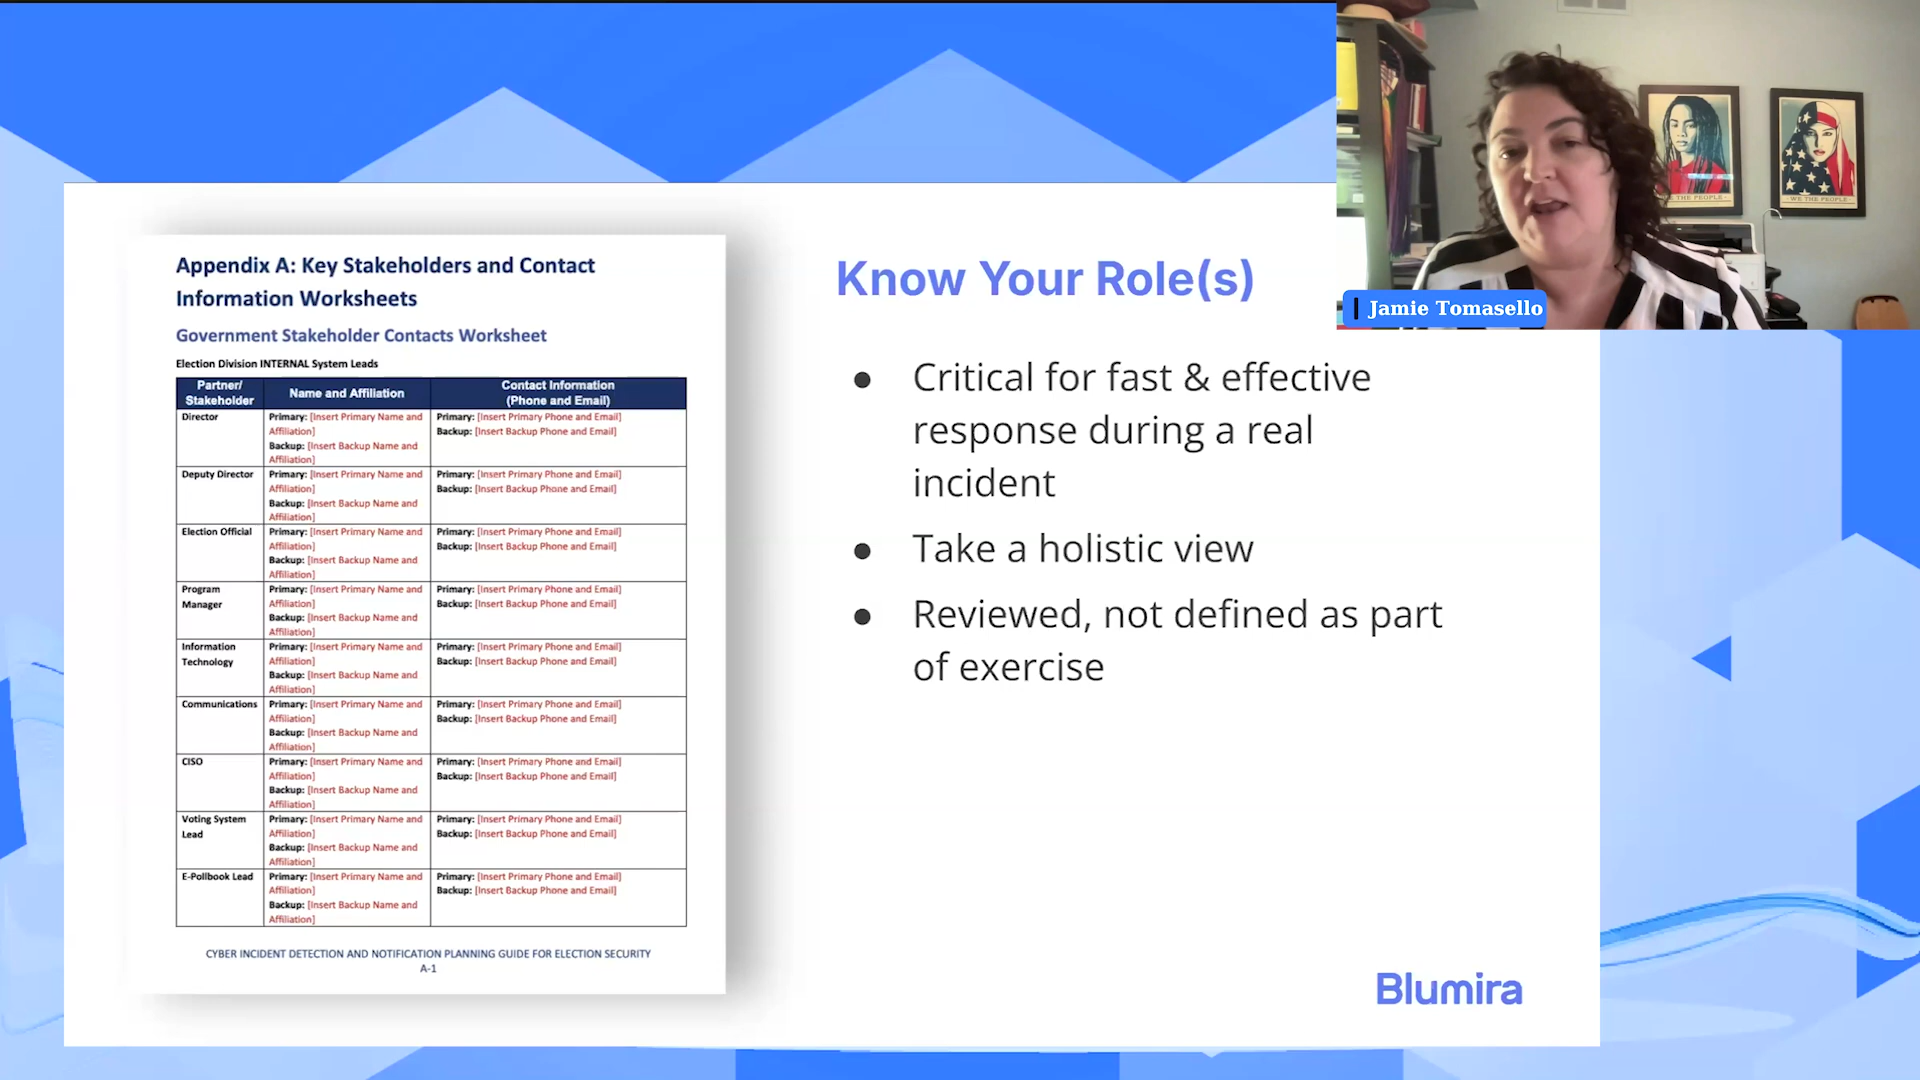 Appendix A: Key Stakeholders and Contact
Information Worksheets
Government Stakeholder Contacts Worksheet
Election Division INTERNAL System Leads
Partner/
Stakeholder
Name and Affiliation
Contact Information
(Phone and Email)
Director
Primary: [Insert Primary Name and
Affiliation]
Backup: [Insert Backup Name and
Affiliation]
Primary: [Insert Primary Phone and Email]
Backup: [Insert Backup Phone and Email]
Deputy Director
Primary: [Insert Primary Name and
Affiliation]
Backup: [Insert Backup Name and
Affiliation]
Primary: [Insert Primary Phone and Email]
Backup: [Insert Backup Phone and Email]
Election Official
Primary: [Insert Primary Name and
Affiliation]
Backup: [Insert Backup Name and
Affiliation]
Primary: [Insert Primary Phone and Email]
Backup: [Insert Backup Phone and Email]
Program
Manager
Primary: [Insert Primary Name and
Affiliation]
Backup: [Insert Backup Name and
Affiliation]
Primary: [Insert Primary Phone and Email]
Backup: [Insert Backup Phone and Email]
Information
Technology
Primary: [Insert Primary Name and
Affiliation]
Backup: [Insert Backup Name and
Affiliation]
Primary: [Insert Primary Phone and Email]
Backup: [Insert Backup Phone and Email]
Communications
Primary: [Insert Primary Name and
Affiliation]
Backup: [Insert Backup Name and
Affiliation]
Primary: [Insert Primary Phone and Email]
Backup: [Insert Backup Phone and Email]
CISO
Primary: [Insert Primary Name and
Affiliation]
Backup: [Insert Backup Name and
Affiliation]
Primary: [Insert Primary Phone and Email]
Backup: [Insert Backup Phone and Email]
Voting System
Lead
Primary: [Insert Primary Name and
Affiliation]
Backup: [Insert Backup Name and
Affiliation]
Primary: [Insert Primary Phone and Email]
Backup: [Insert Backup Phone and Email]
E-Pollbook Lead
Primary: [Insert Primary Name and
Affiliation]
Backup: [Insert Backup Name and
Affiliation]
Primary: [Insert Primary Phone and Email]
Backup: [Insert Backup Phone and Email]
CYBER INCIDENT DETECTION AND NOTIFICATION PLANNING GUIDE FOR ELECTION SECURITY
A-1
Know Your Role(s)
● Critical for fast & effective
response during a real
incident
● Take a holistic view
● Reviewed, not defined as part
of exercise
Blumira
THE PEOPLE
WE THE PEOPLE
Jamie Tomasello